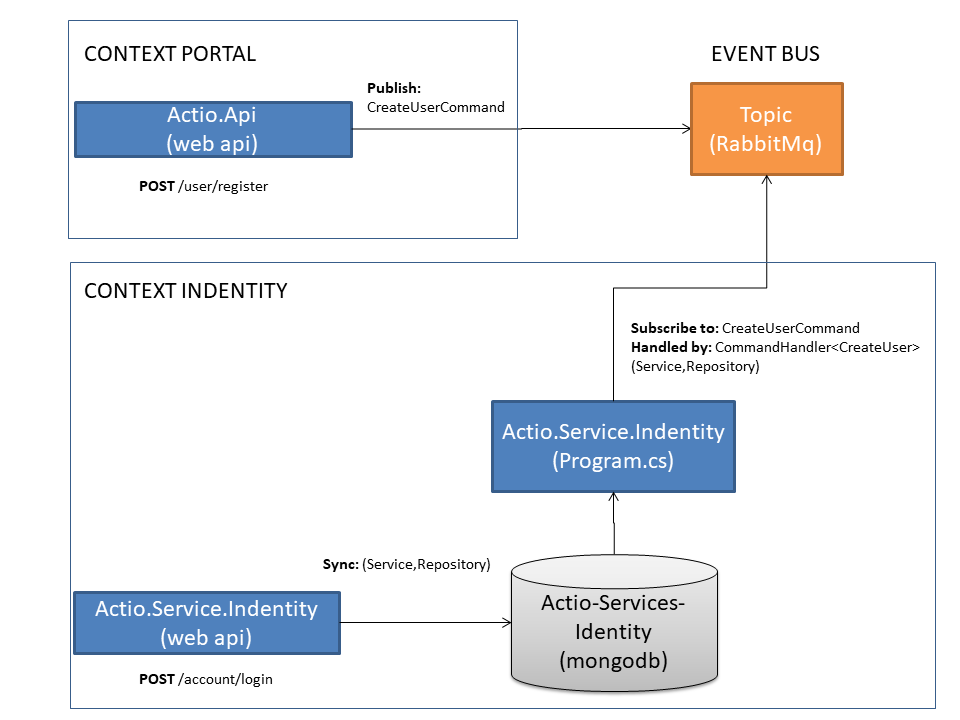 CONTEXT PORTAL
EVENT BUS
Publish:
CreateUserCommand
Actio.Api
(web api)
Topic
(RabbitMq)
POST /user/register
CONTEXT INDENTITY
Subscribe to: CreateUserCommand
Handled by: CommandHandler<CreateUser>
(Service,Repository)
Actio.Service.Indentity
(Program.cs)
Sync: (Service,Repository)
Actio.Service.Indentity
(web api)
Actio-Services-
Identity
(mongodb)
POST /account/login